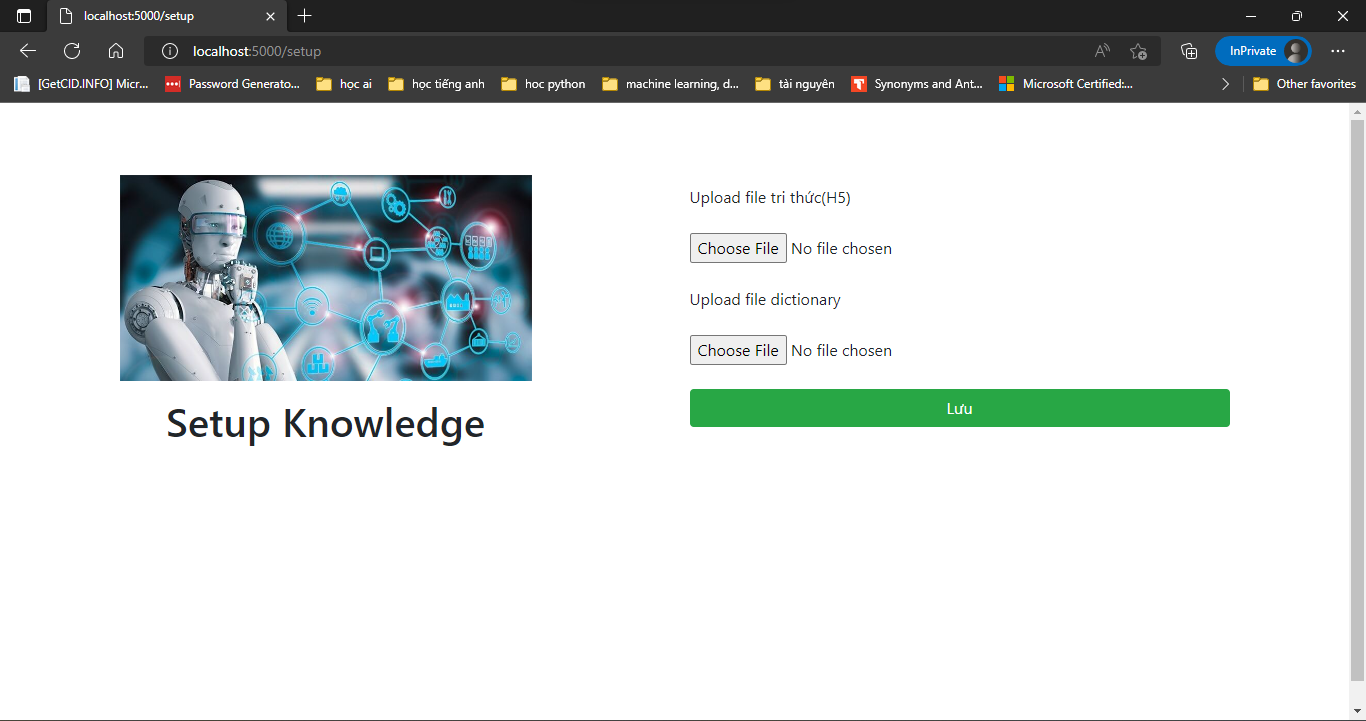 localhost:5000/setup
localhost:5000/setup
InPrivate
[GetCID.INFO] Micr... Password Generato... học ai học tiếng anh hoc python machine learning, d... tài nguyên Synonyms and Ant... Microsoft Certified:... Other favorites
Upload file tri thức(H5)
Choose File No file chosen
Upload file dictionary
Choose File No file chosen
Lưu
Setup Knowledge